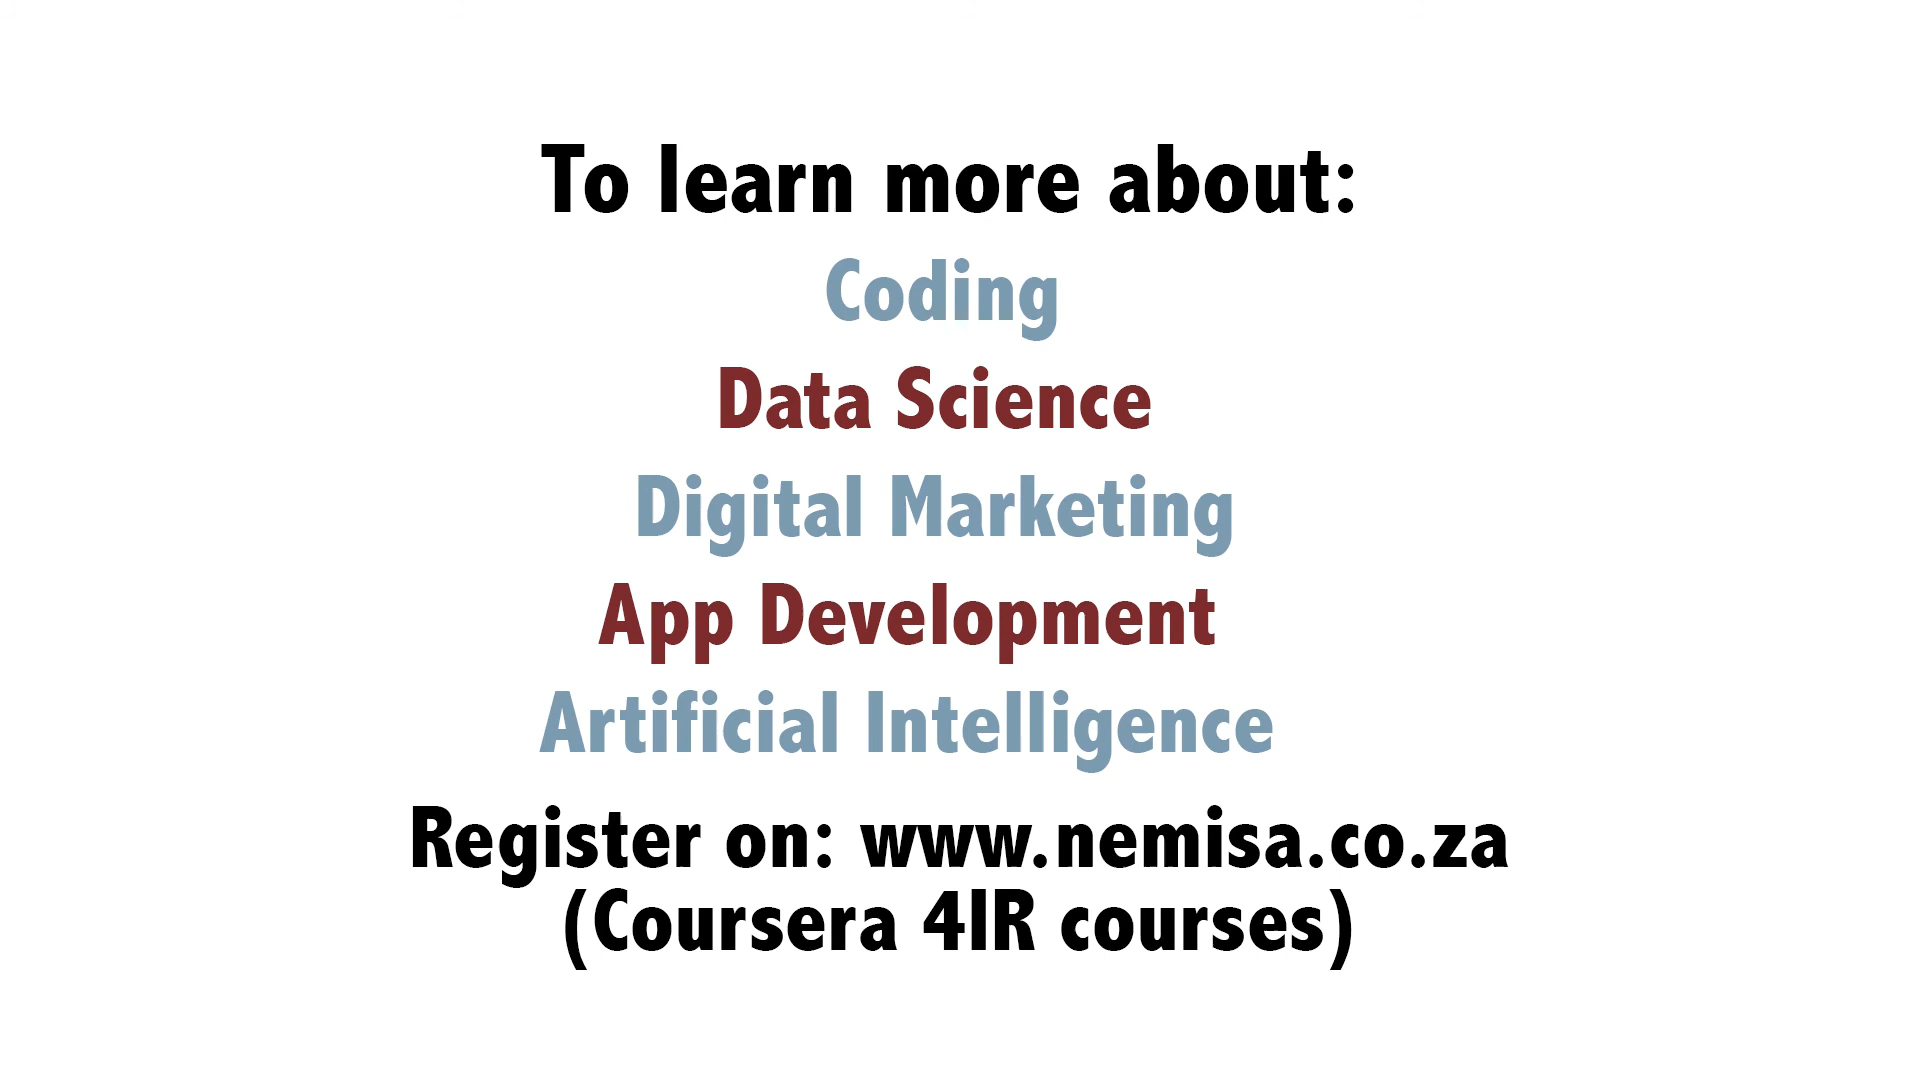 To learn more about:
Coding
Data Science
Digital Marketing
App Development
Artificial Intelligence
Register on: www.nemisa.co.za
(Coursera 4IR courses)